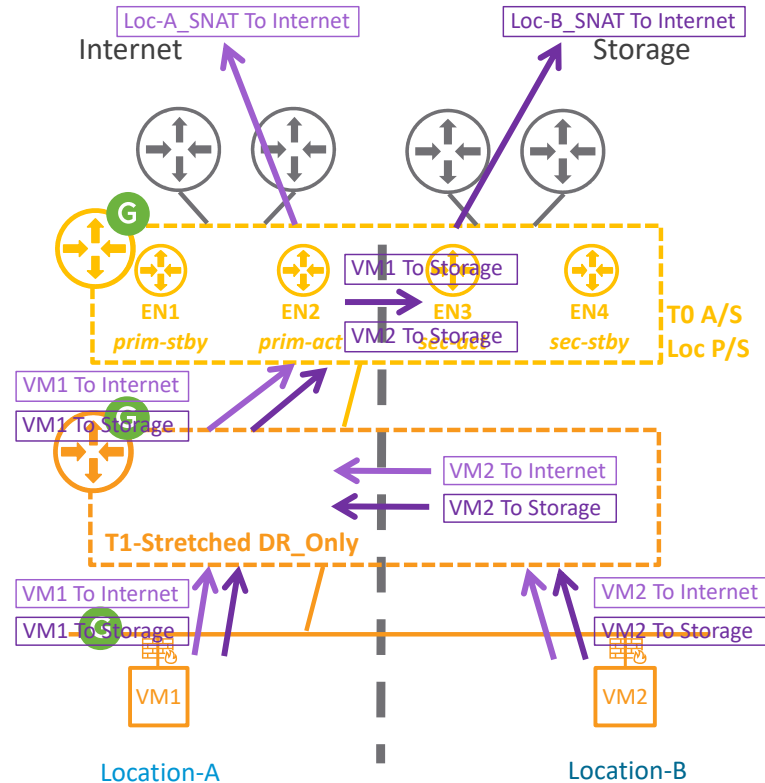 Loc-A_SNAT To Internet
Loc-B_SNAT To Internet
Internet
Storage
G
VM1 To Storage
EN1
EN2
EN3
EN4
VM2 To Storage
prim-stby
prim-act
sec-act
sec-stby
T0 A/S
Loc P/S
VM1 To Internet
G
VM1 To Storage
VM2 To Internet
VM2 To Storage
T1-Stretched DR_Only
VM1 To Internet
VM2 To Internet
G
VM1 To Storage
VM2 To Storage
VM1
VM2
Location-A
Location-B